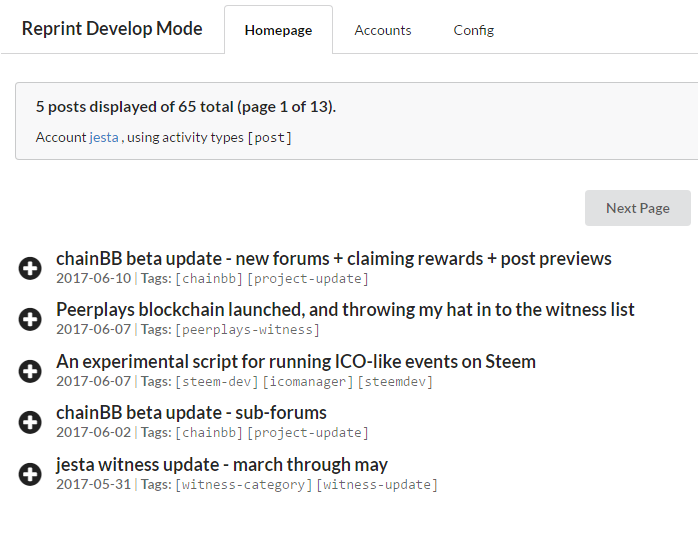 Reprint Develop Mode Homepage Accounts Config
5 posts displayed of 65 total (page 1 of 13).
Account jesta , using activity types [post]
Next Page
chainBB beta update - new forums + claiming rewards + post previews
2017-06-10 | Tags: [chainbb] [project-update]
Peerplays blockchain launched, and throwing my hat in to the witness list
2017-06-07 | Tags: [peerplays-witness]
An experimental script for running ICO-like events on Steem
2017-06-07 | Tags: [steem-dev] [icomanager] [steemdev]
chainBB beta update - sub-forums
2017-06-02 | Tags: [chainbb] [project-update]
jesta witness update - march through may
2017-05-31 | Tags: [witness-category] [witness-update]